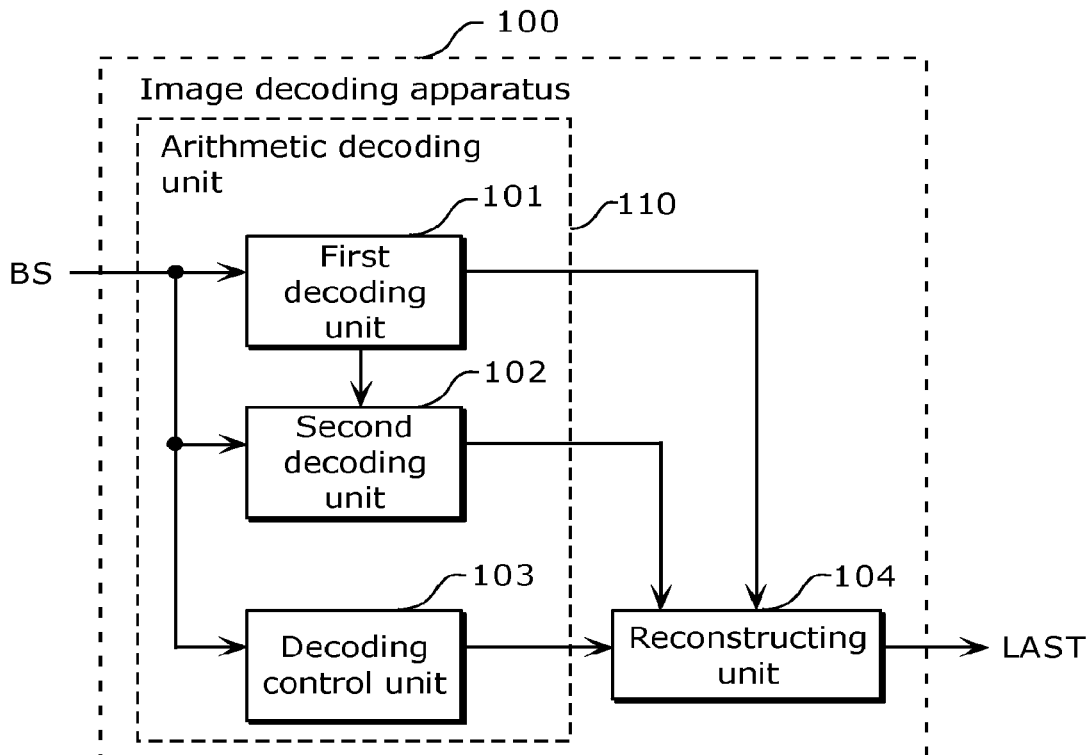 100
Image decoding apparatus
Arithmetic decoding
unit
101
110
First
decoding
unit
BS
102
Second
decoding
unit
103
104
Decoding
control unit
Reconstructing
unit
LAST